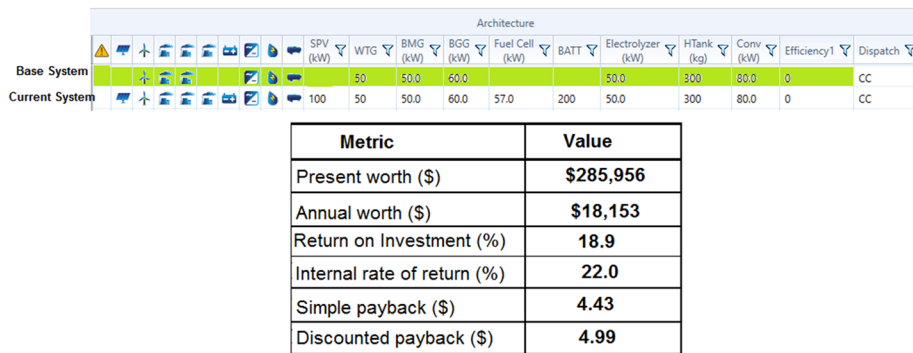 Architecture
SPV (kW) WTG BMG (kW) BGG (kW) Fuel Cell (kW) BATT Electrolyzer (kW) HTank (kg) Conv (kW) Efficiency1 Dispatch
Base System 50 50.0 60.0 50.0 300 80.0 0 CC
Current System 100 50 50.0 60.0 57.0 200 50.0 300 80.0 0 CC
Metric Value
Present worth ($) $285,956
Annual worth ($) $18,153
Return on Investment (%) 18.9
Internal rate of return (%) 22.0
Simple payback ($) 4.43
Discounted payback ($) 4.99